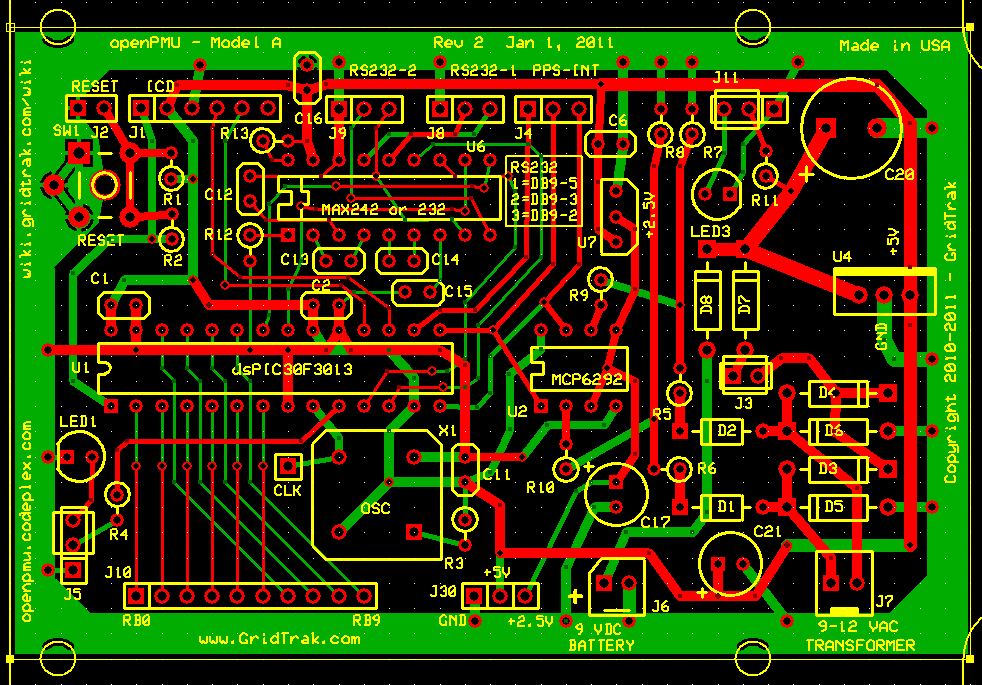 openPMU - Model A
Rev 2 Jan 1, 2011
Made in USA
RS232-2
RS232-1
PPS-INT
J11
RESET
ICD
C16
SW1
J2
J1
R13
J9
J8
J4
C6
R8
R7
C20
U6
RS232
1=DB9-5
2=DB9-3
3=DB9-2
C12
R1
MAX242 or 232
+2.5V
R11
RESET
R12
U7
LED3
+5V
R2
C13
C14
U4
C1
C2
C15
R9
D8
D7
GND
U1
dsPIC30F3013
MCP6292
J3
D4
LED1
X1
U2
R5
D2
D6
CLK
C11
R10
R6
D3
OSC
C17
D1
D5
R4
R3
C21
J10
J5
+5V
J30
J6
J7
RB0
RB9
GND
+2.5V
9 VDC
BATTERY
9-12 VAC
TRANSFORMER
www.GridTrak.com
wiki.gridtrak.com/wiki
openpmu.codeplex.com
Copyright 2010-2011 - GridTrak